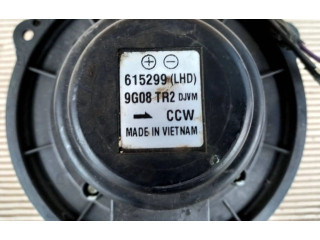 ⊕ ⊖
615299 (LHD)
9G08 TR2 DJVM
→ CCW
MADE IN VIETNAM